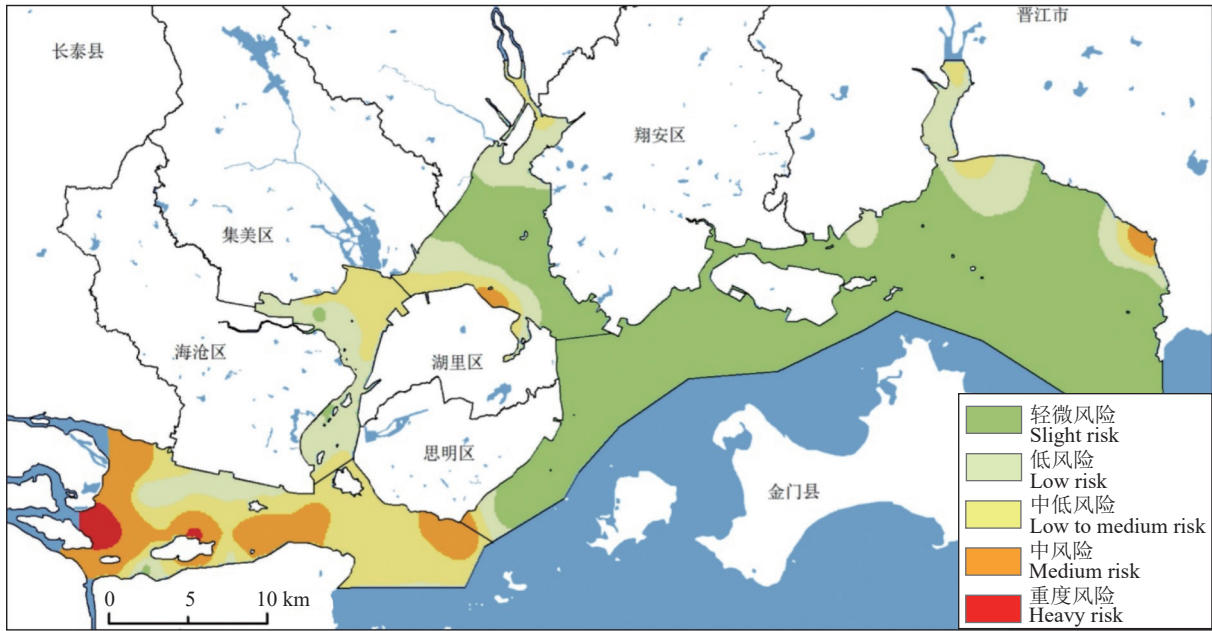 晋江市
长泰县
翔安区
集美区
海沧区
湖里区
思明区
金门县
轻微风险
Slight risk
低风险
Low risk
中低风险
Low to medium risk
中风险
Medium risk
重度风险
Heavy risk
0 5 10 km